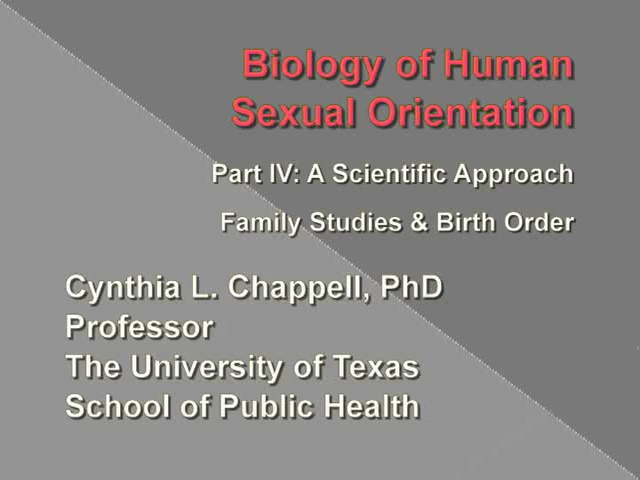 Biology of Human
Sexual Orientation
Part IV: A Scientific Approach
Family Studies & Birth Order
Cynthia L. Chappell, PhD
Professor
The University of Texas
School of Public Health